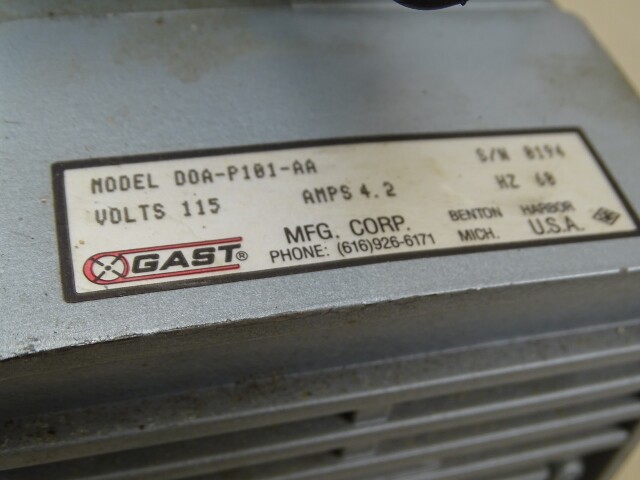 MODEL DOA-P101-AA S/N 0194
VOLTS 115 AMPS 4.2 HZ 60
GAST® MFG. CORP. BENTON HARBOR
PHONE: (616)926-6171 MICH. U.S.A.